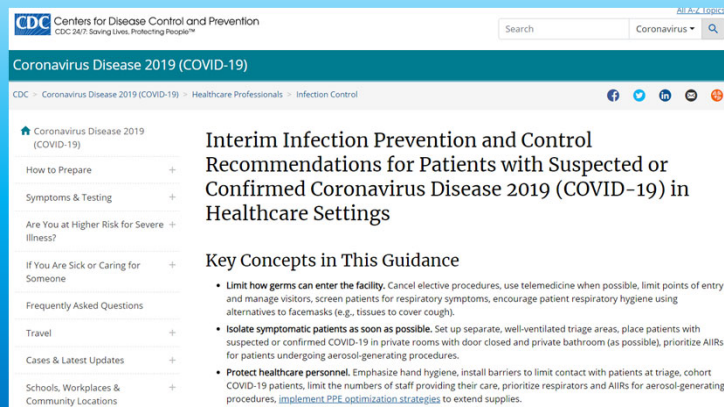 All A-Z Topics
CDC Centers for Disease Control and Prevention
CDC 24/7: Saving Lives, Protecting People™
Search
Coronavirus
Coronavirus Disease 2019 (COVID-19)
CDC > Coronavirus Disease 2019 (COVID-19) > Healthcare Professionals > Infection Control
Coronavirus Disease 2019
(COVID-19)
How to Prepare +
Symptoms & Testing +
Are You at Higher Risk for Severe +
Illness?
If You Are Sick or Caring for +
Someone
Frequently Asked Questions
Travel +
Cases & Latest Updates +
Schools, Workplaces & +
Community Locations
Interim Infection Prevention and Control
Recommendations for Patients with Suspected or
Confirmed Coronavirus Disease 2019 (COVID-19) in
Healthcare Settings
Key Concepts in This Guidance
• Limit how germs can enter the facility. Cancel elective procedures, use telemedicine when possible, limit points of entry
and manage visitors, screen patients for respiratory symptoms, encourage patient respiratory hygiene using
alternatives to facemasks (e.g., tissues to cover cough).
• Isolate symptomatic patients as soon as possible. Set up separate, well-ventilated triage areas, place patients with
suspected or confirmed COVID-19 in private rooms with door closed and private bathroom (as possible), prioritize AIIRs
for patients undergoing aerosol-generating procedures.
• Protect healthcare personnel. Emphasize hand hygiene, install barriers to limit contact with patients at triage, cohort
COVID-19 patients, limit the numbers of staff providing their care, prioritize respirators and AIIRs for aerosol-generating
procedures, implement PPE optimization strategies to extend supplies.